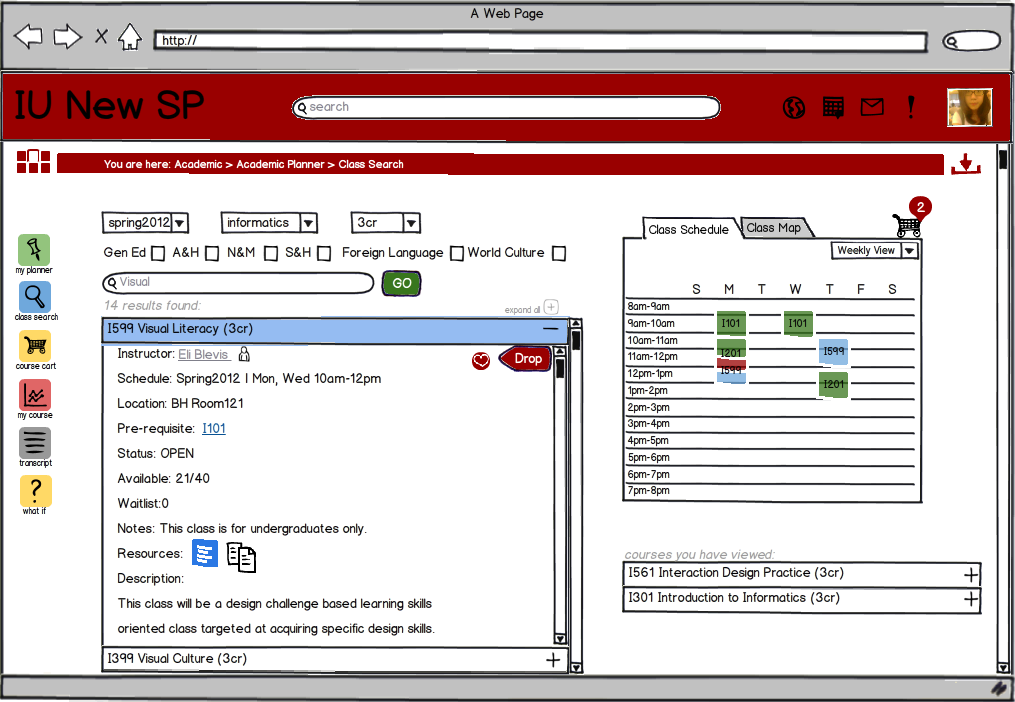 A Web Page
http://
IU New SP
search
You are here: Academic > Academic Planner > Class Search
2
spring2012
informatics
3cr
Gen Ed
A&H
N&M
S&H
Foreign Language
World Culture
Visual
GO
14 results found:
expand all
I599 Visual Literacy (3cr)
Instructor: Eli Blevis
Drop
Schedule: Spring2012 I Mon, Wed 10am-12pm
Location: BH Room121
Pre-requisite: I101
Status: OPEN
Available: 21/40
Waitlist:0
Notes: This class is for undergraduates only.
Resources:
Description:
This class will be a design challenge based learning skills
oriented class targeted at acquiring specific design skills.
I399 Visual Culture (3cr)
my planner
class search
course cart
my course
transcript
what if
Class Schedule
Class Map
Weekly View
S M T W T F S
8am-9am
9am-10am I101 I101
10am-11am
I201 I599
11am-12pm
12pm-1pm I599
I201
1pm-2pm
2pm-3pm
3pm-4pm
4pm-5pm
5pm-6pm
6pm-7pm
7pm-8pm
courses you have viewed:
I561 Interaction Design Practice (3cr)
I301 Introduction to Informatics (3cr)